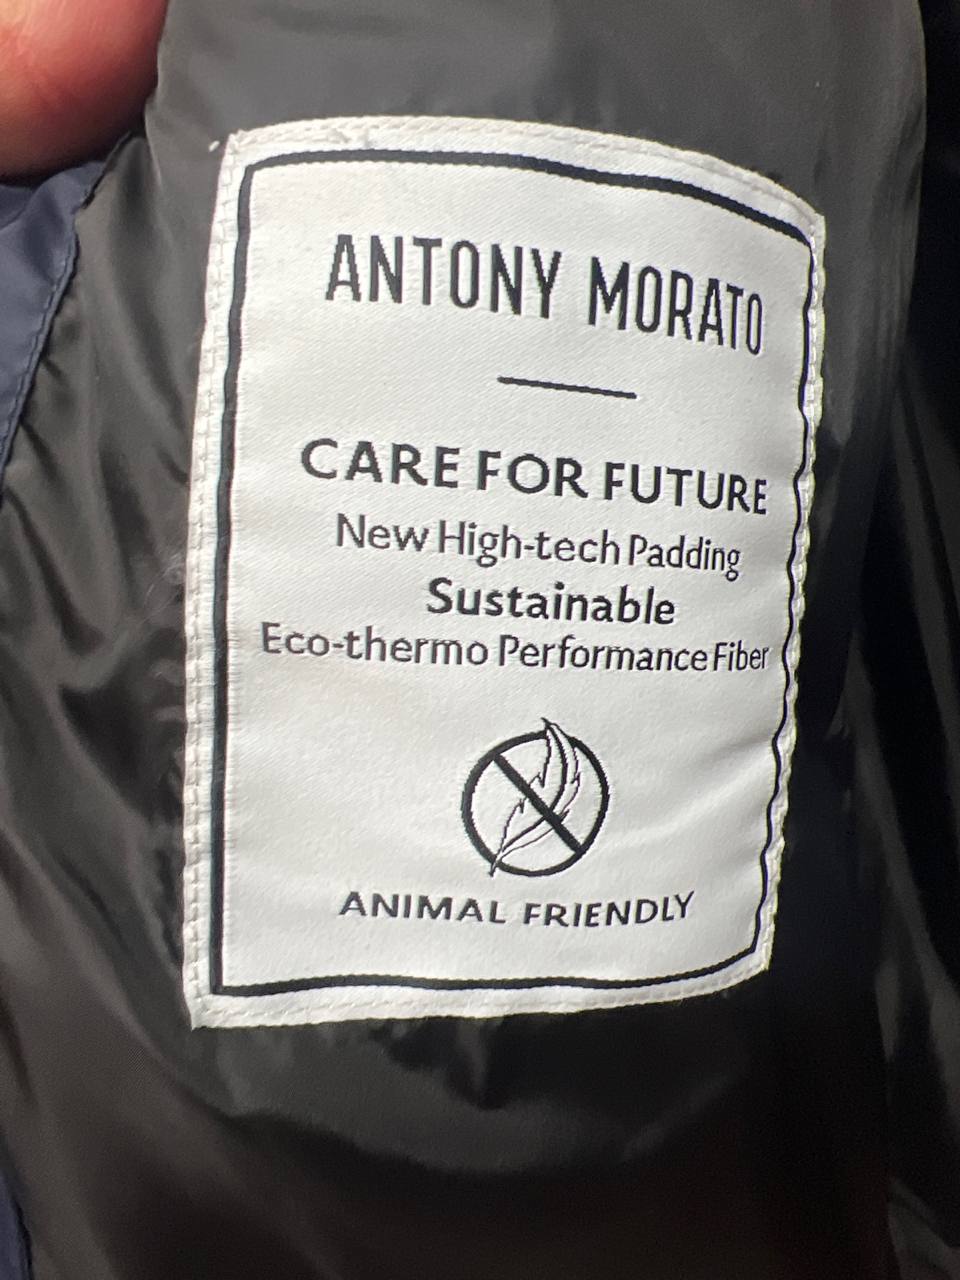 ANTONY MORATO
CARE FOR FUTURE
New High-tech Padding
Sustainable
Eco-thermo Performance Fiber
ANIMAL FRIENDLY